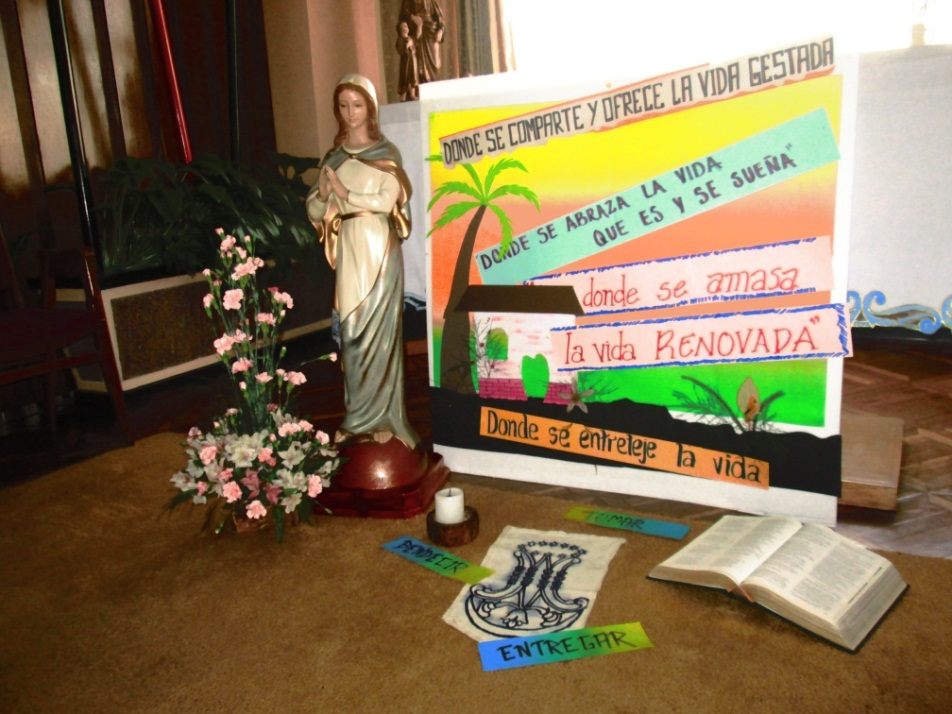 DONDE SE COMPARTE Y OFRECE LA VIDA GESTADA
DONDE SE ABRAZA LA VIDA
QUE ES Y SE SUEÑA"
donde se amasa
la vida RENOVADA"
Donde se entreteje la vida
TOMAR
BENDECIR
ENTREGAR